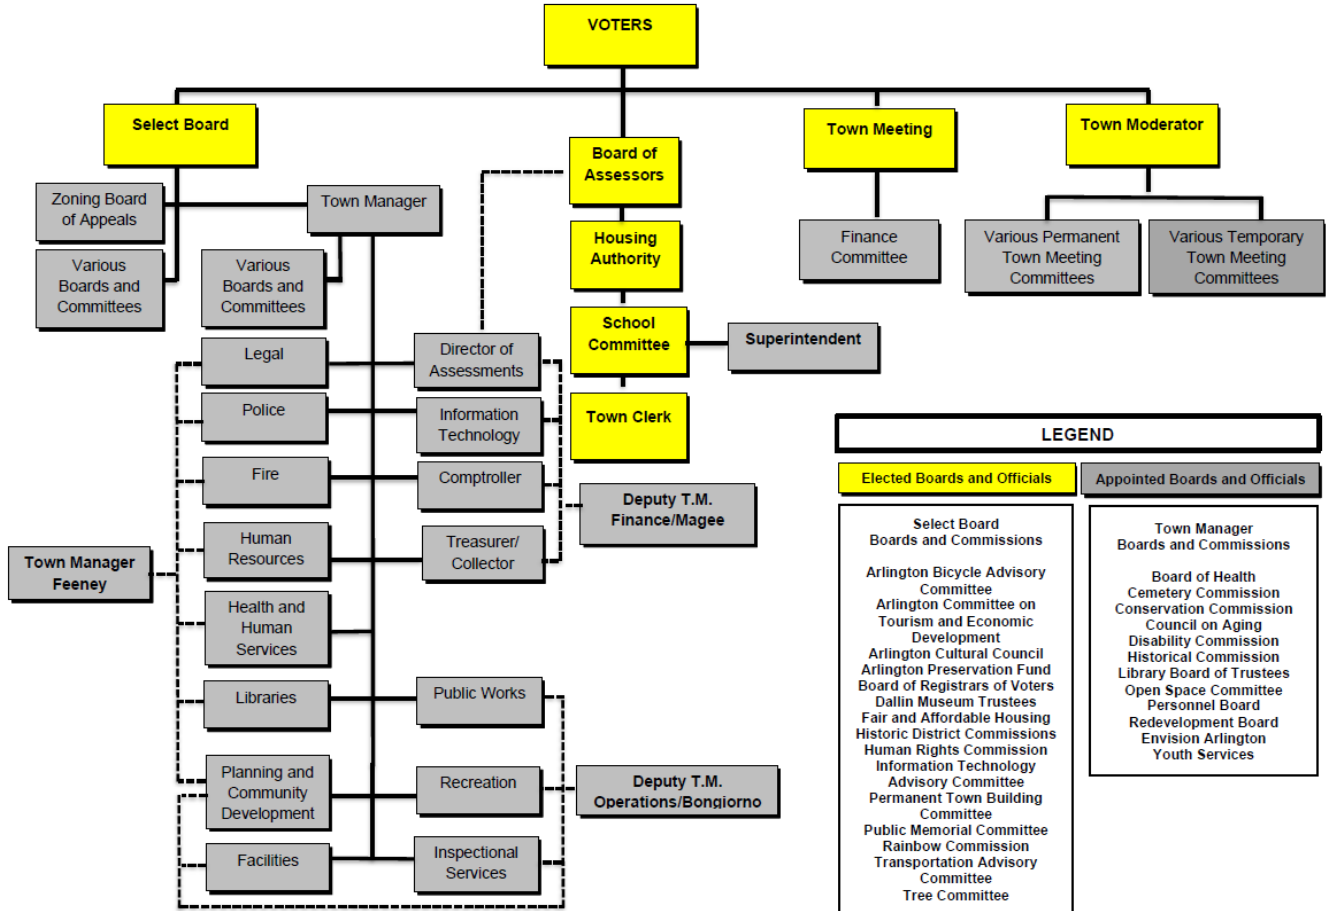 VOTERS
Select Board
Board of
Assessors
Town Meeting
Town Moderator
Zoning Board
of Appeals
Town Manager
Various
Boards and
Committees
Various
Boards and
Committees
Housing
Authority
School
Committee
Superintendent
Town Clerk
Finance
Committee
Various Permanent
Town Meeting
Committees
Various Temporary
Town Meeting
Committees
Legal
Director of
Assessments
Police
Information
Technology
Fire
Comptroller
Human
Resources
Treasurer/
Collector
Deputy T.M.
Finance/Magee
Town Manager
Feeney
Health and
Human
Services
Libraries
Public Works
Planning and
Community
Development
Recreation
Deputy T.M.
Operations/Bongiorno
Facilities
Inspectional
Services
LEGEND
Elected Boards and Officials
Appointed Boards and Officials
Select Board
Boards and Commissions
Arlington Bicycle Advisory
Committee
Arlington Committee on
Tourism and Economic
Development
Arlington Cultural Council
Arlington Preservation Fund
Board of Registrars of Voters
Dallin Museum Trustees
Fair and Affordable Housing
Historic District Commissions
Human Rights Commission
Information Technology
Advisory Committee
Permanent Town Building
Committee
Public Memorial Committee
Rainbow Commission
Transportation Advisory
Committee
Tree Committee
Town Manager
Boards and Commissions
Board of Health
Cemetery Commission
Conservation Commission
Council on Aging
Disability Commission
Historical Commission
Library Board of Trustees
Open Space Committee
Personnel Board
Redevelopment Board
Envision Arlington
Youth Services